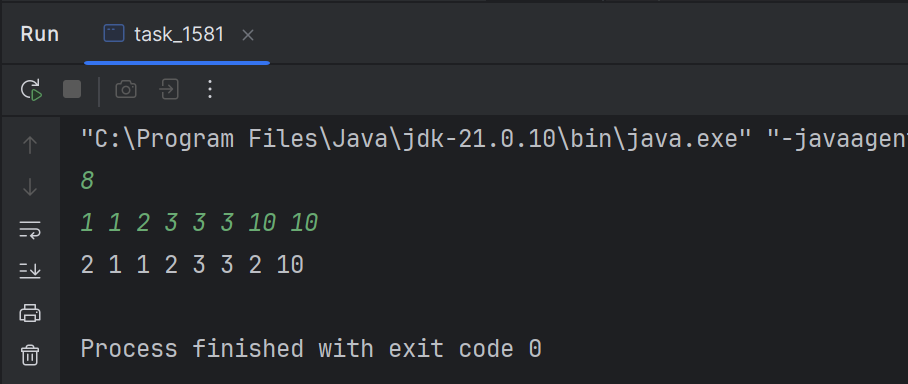 Run task_1581
"C:\Program Files\Java\jdk-21.0.10\bin\java.exe" "-javaagent
8
1 1 2 3 3 3 10 10
2 1 1 2 3 3 2 10
Process finished with exit code 0